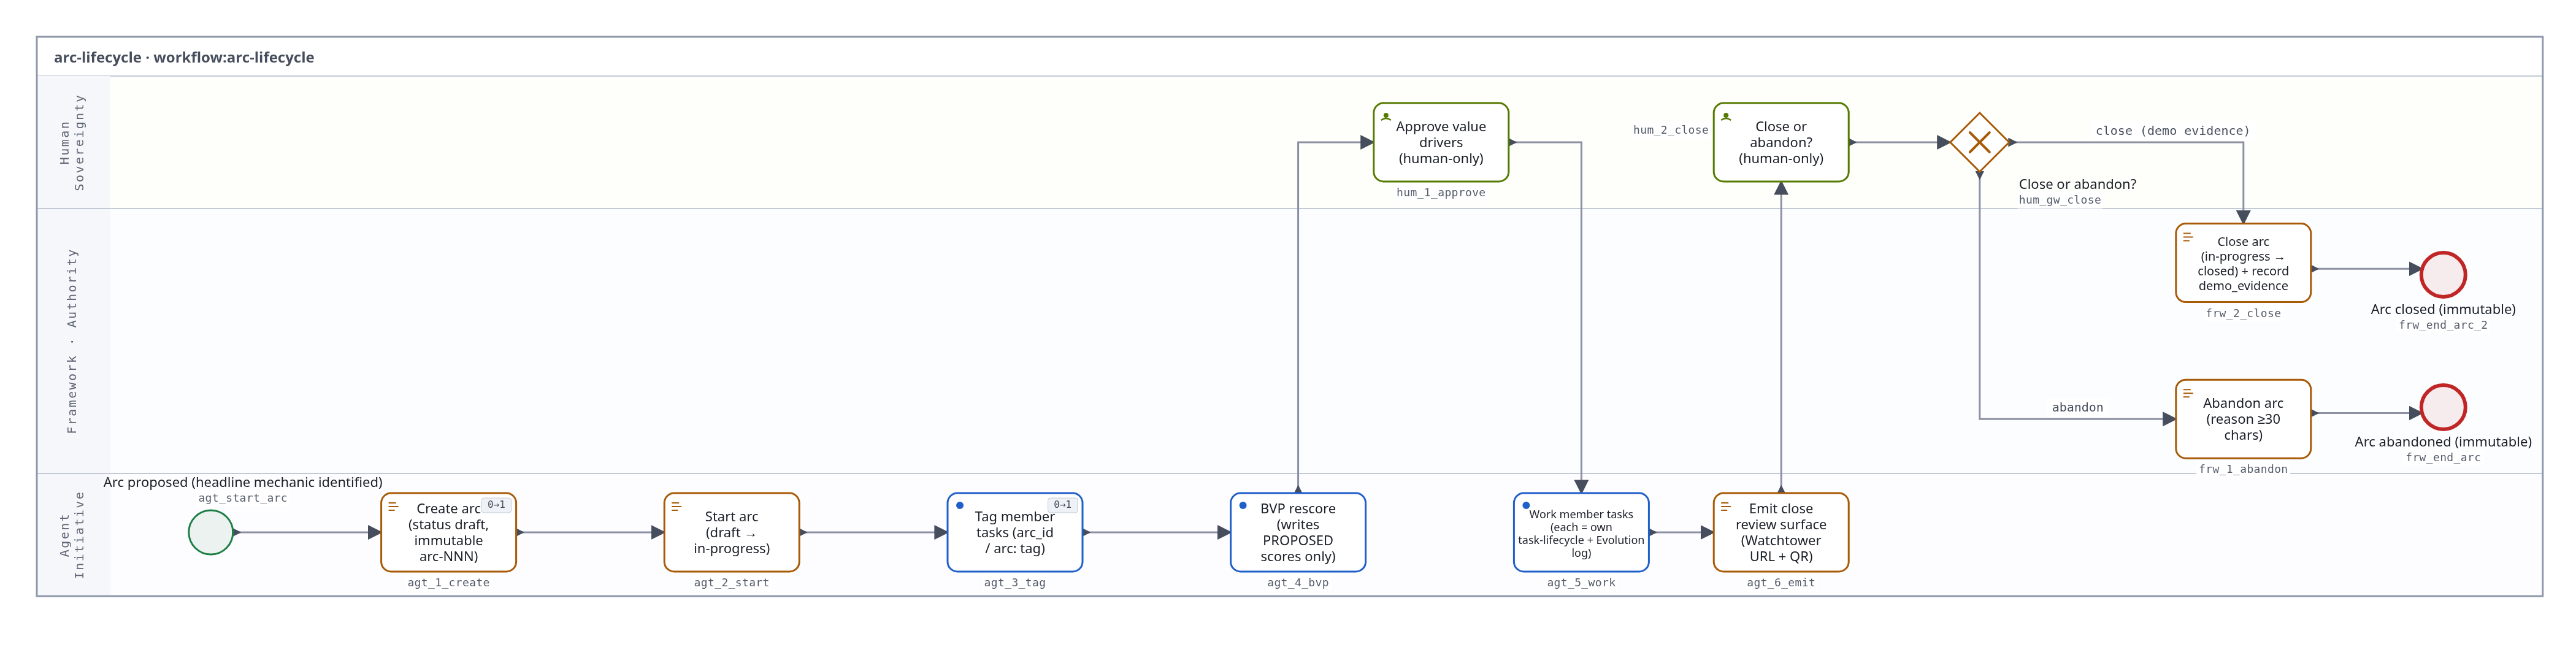 arc-lifecycle · workflow:arc-lifecycle
Human
Sovereignty
Approve value
drivers
(human-only)
hum_1_approve
hum_2_close
Close or
abandon?
(human-only)
close (demo evidence)
Close or abandon?
hum_gw_close
Framework · Authority
Close arc
(in-progress →
closed) + record
demo_evidence
frw_2_close
Arc closed (immutable)
frw_end_arc_2
abandon
Abandon arc
(reason ≥30
chars)
frw_1_abandon
Arc abandoned (immutable)
frw_end_arc
Agent
Initiative
Arc proposed (headline mechanic identified)
agt_start_arc
Create arc
0→1
(status draft,
immutable
arc-NNN)
agt_1_create
Start arc
(draft →
in-progress)
agt_2_start
0→1
Tag member
tasks (arc_id
/ arc: tag)
agt_3_tag
BVP rescore
(writes
PROPOSED
scores only)
agt_4_bvp
Work member tasks
(each = own
task-lifecycle + Evolution
log)
agt_5_work
Emit close
review surface
(Watchtower
URL + QR)
agt_6_emit